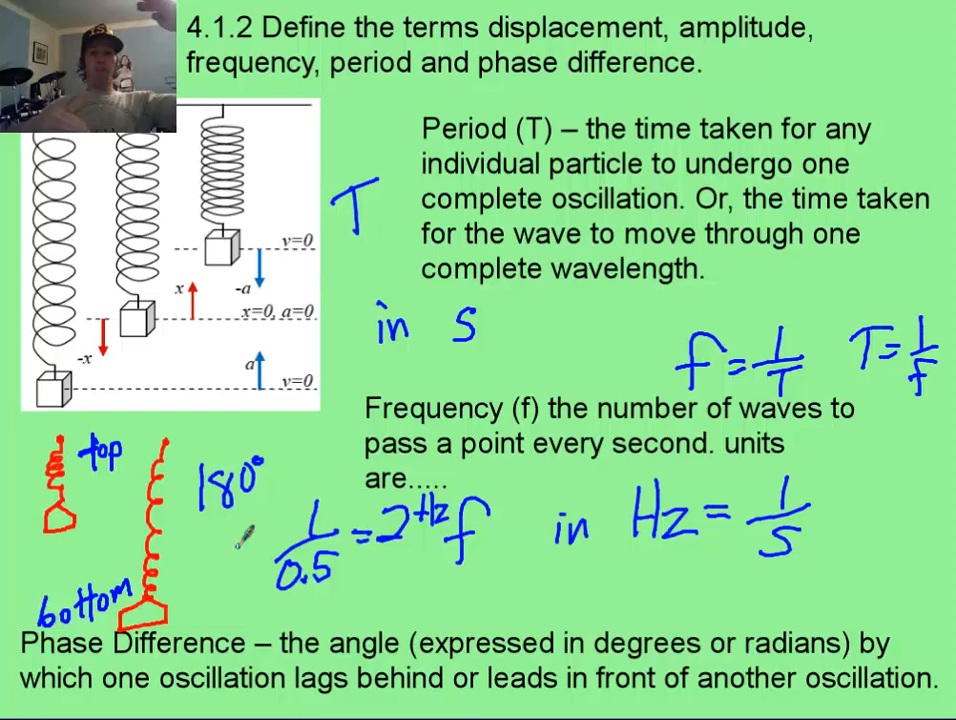 4.1.2 Define the terms displacement, amplitude,
frequency, period and phase difference.
Period (T) – the time taken for any
individual particle to undergo one
complete oscillation. Or, the time taken
for the wave to move through one
complete wavelength.
T
v=0
-a
x
x=0, a=0
-x
a
v=0
in s
f = 1/T
T = 1/f
Frequency (f) the number of waves to
pass a point every second. units
are.....
top
180°
1/0.5 = 2 Hz
f
in Hz = 1/s
bottom
Phase Difference – the angle (expressed in degrees or radians) by
which one oscillation lags behind or leads in front of another oscillation.